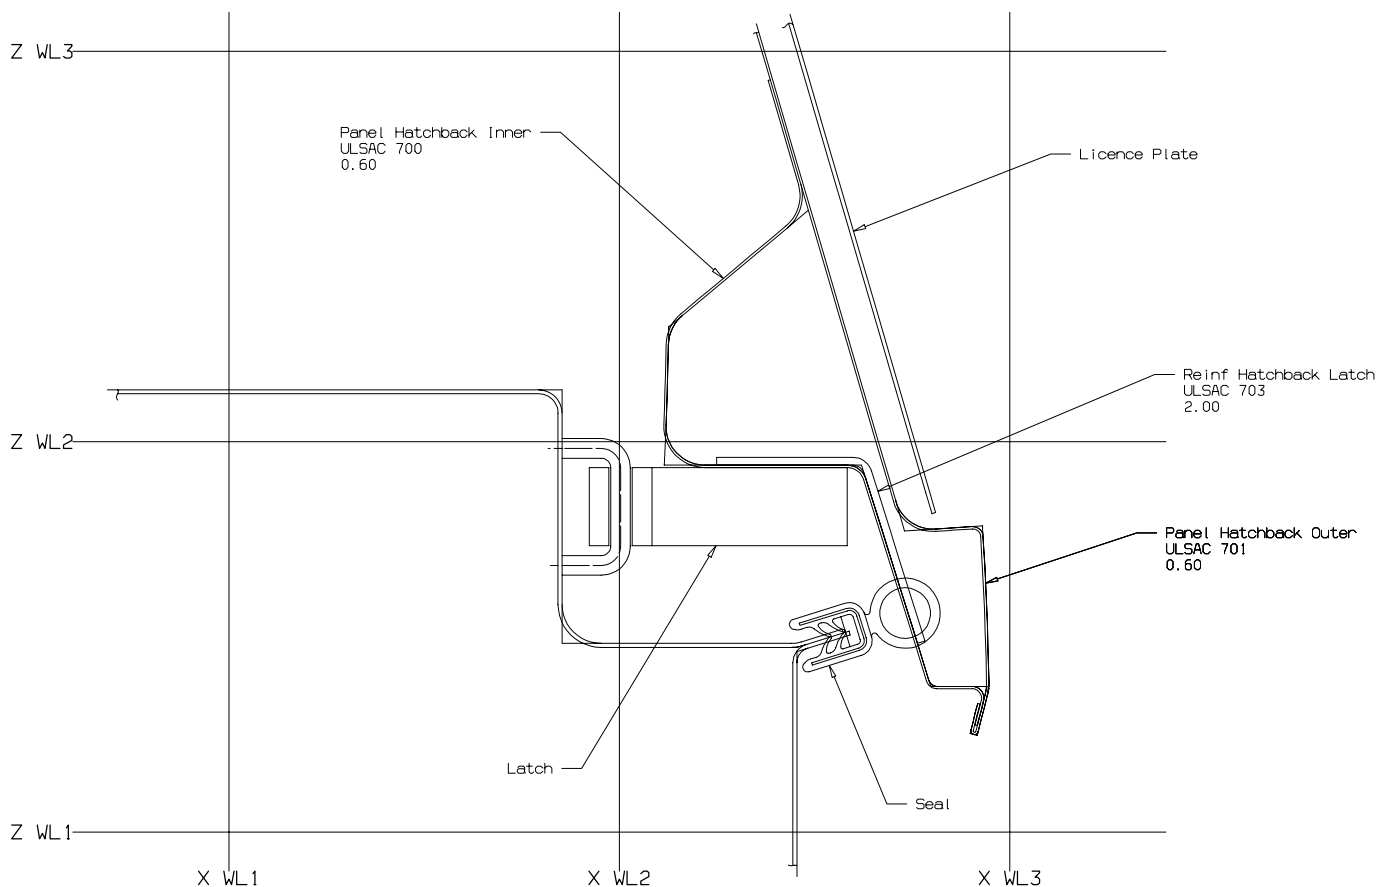 Z WL3
Panel Hatchback Inner
ULSAC 700
0.60
Licence Plate
Reinf Hatchback Latch
ULSAC 703
2.00
Z WL2
Panel Hatchback Outer
ULSAC 701
0.60
Latch
Seal
Z WL1
X WL1
X WL2
X WL3